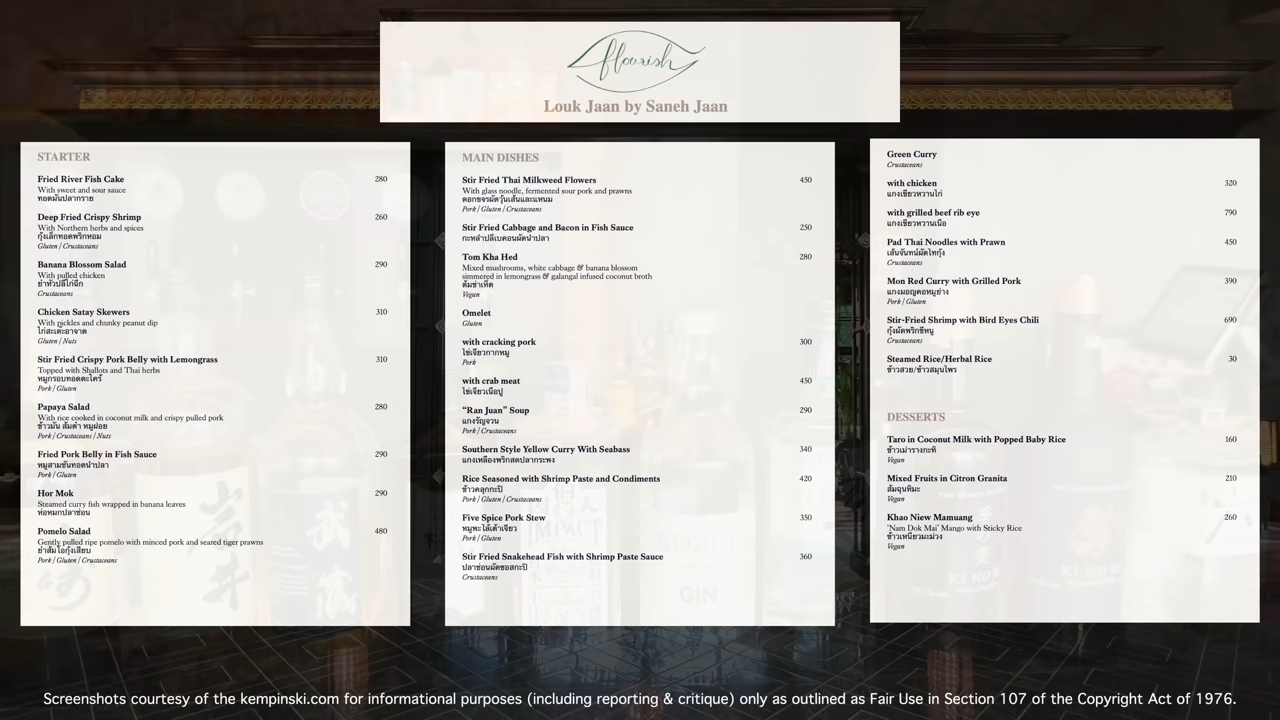 flourish
Louk Jaan by Saneh Jaan
STARTER
Fried River Fish Cake 280
With sweet and sour sauce
ทอดมันปลากราย
Deep Fried Crispy Shrimp 260
With Northern herbs and spices
กุ้งเล็กทอดพริกหอม
Gluten / Crustaceans
Banana Blossom Salad 290
With pulled chicken
ยำหัวปลีไก่ฉีก
Crustaceans
Chicken Satay Skewers 310
With pickles and chunky peanut dip
ไก่สะเต๊ะอาจาด
Gluten / Nuts
Stir Fried Crispy Pork Belly with Lemongrass 310
Topped with Shallots and Thai herbs
หมูกรอบทอดตะไคร้
Pork / Gluten
Papaya Salad 280
With rice cooked in coconut milk and crispy pulled pork
ข้าวมัน ส้มตำ หมูฝอย
Pork / Crustaceans / Nuts
Fried Pork Belly in Fish Sauce 290
หมูสามชั้นทอดน้ำปลา
Pork / Gluten
Hor Mok 290
Steamed curry fish wrapped in banana leaves
ห่อหมกปลาช่อน
Pomelo Salad 480
Gently pulled ripe pomelo with minced pork and seared tiger prawns
ยำส้มโอกุ้งเสียบ
Pork / Gluten / Crustaceans
MAIN DISHES
Stir Fried Thai Milkweed Flowers 450
With glass noodle, fermented sour pork and prawns
ดอกขจรผัดวุ้นเส้นและแหนม
Pork / Gluten / Crustaceans
Stir Fried Cabbage and Bacon in Fish Sauce 250
กะหล่ำปลีเบคอนผัดน้ำปลา
Tom Kha Hed 280
Mixed mushrooms, white cabbage & banana blossom
simmered in lemongrass & galangal infused coconut broth
ต้มข่าเห็ด
Vegan
Omelet
Gluten
with cracking pork 300
ไข่เจียวกากหมู
Pork
with crab meat 450
ไข่เจียวเนื้อปู
“Ran Juan” Soup 290
แกงรัญจวน
Pork / Crustaceans
Southern Style Yellow Curry With Seabass 340
แกงเหลืองพริกสดปลากระพง
Rice Seasoned with Shrimp Paste and Condiments 420
ข้าวคลุกกะปิ
Pork / Gluten / Crustaceans
Five Spice Pork Stew 350
หมูพะโล้เต้าเจี้ยว
Pork / Gluten
Stir Fried Snakehead Fish with Shrimp Paste Sauce 360
ปลาช่อนผัดซอสกะปิ
Crustaceans
GIN
Green Curry
Crustaceans
with chicken 320
แกงเขียวหวานไก่
with grilled beef rib eye 790
แกงเขียวหวานเนื้อ
Pad Thai Noodles with Prawn 450
เส้นจันทน์ผัดไทกุ้ง
Crustaceans
Mon Red Curry with Grilled Pork 390
แกงมอญคอหมูย่าง
Pork / Gluten
Stir-Fried Shrimp with Bird Eyes Chili 690
กุ้งผัดพริกขี้หนู
Crustaceans
Steamed Rice/Herbal Rice 30
ข้าวสวย/ข้าวสมุนไพร
DESSERTS
Taro in Coconut Milk with Popped Baby Rice 160
ข้าวเม่ารางกะทิ
Vegan
Mixed Fruits in Citron Granita 210
ส้มฉุนหิมะ
Vegan
Khao Niew Mamuang 260
'Nam Dok Mai' Mango with Sticky Rice
ข้าวเหนียวมะม่วง
Vegan
KI NO BI
Screenshots courtesy of the kempinski.com for informational purposes (including reporting & critique) only as outlined as Fair Use in Section 107 of the Copyright Act of 1976.